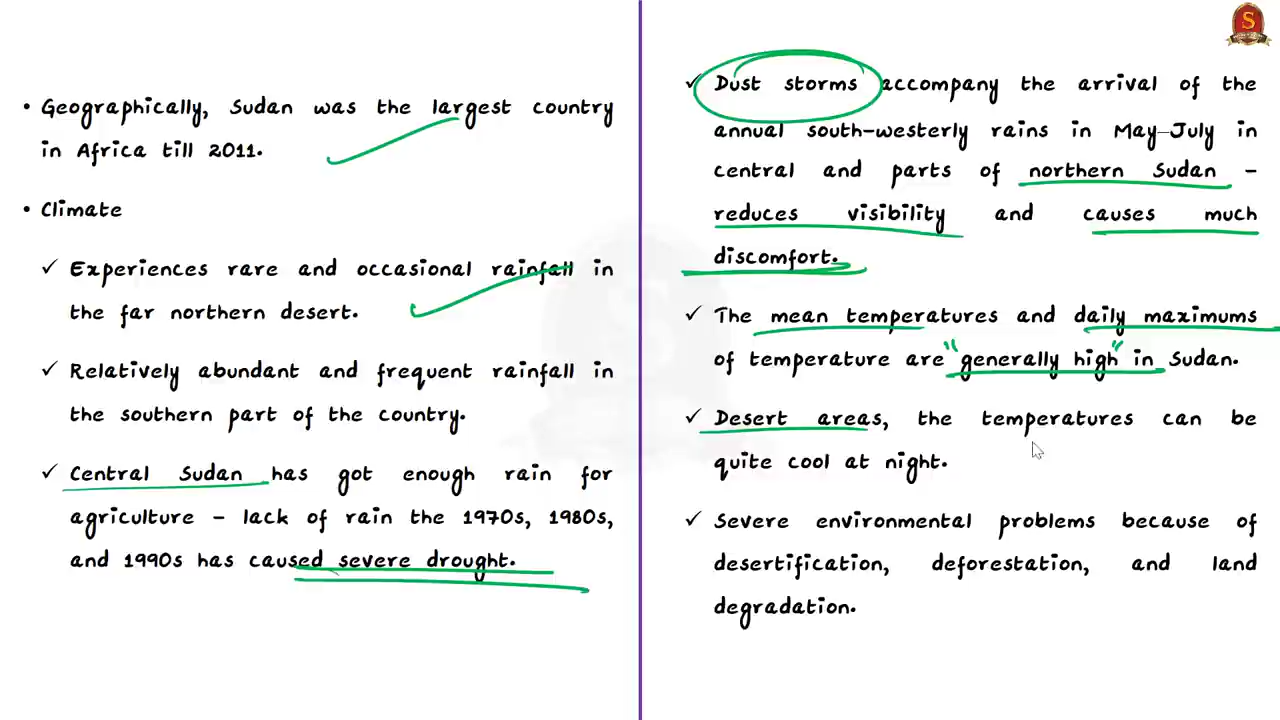 • Geographically, Sudan was the largest country
in Africa till 2011.
• Climate
✓ Experiences rare and occasional rainfall in
the far northern desert.
✓ Relatively abundant and frequent rainfall in
the southern part of the country.
✓ Central Sudan has got enough rain for
agriculture – lack of rain the 1970s, 1980s,
and 1990s has caused severe drought.
✓ Dust storms accompany the arrival of the
annual south-westerly rains in May–July in
central and parts of northern Sudan –
reduces visibility and causes much
discomfort.
✓ The mean temperatures and daily maximums
of temperature are "generally high" in Sudan.
✓ Desert areas, the temperatures can be
quite cool at night.
✓ Severe environmental problems because of
desertification, deforestation, and land
degradation.
S